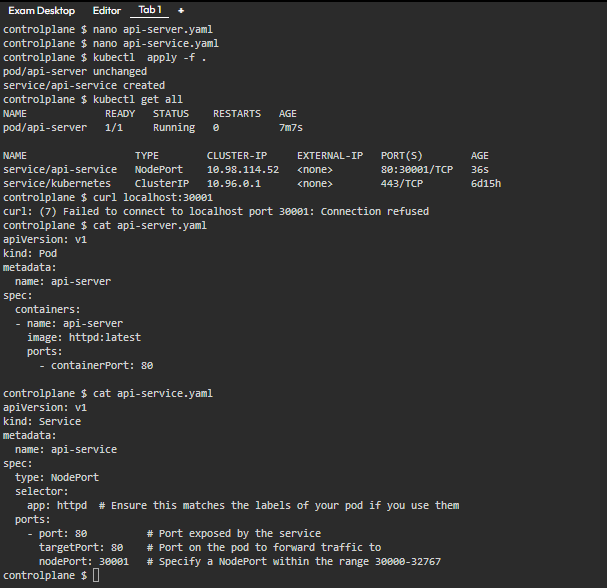 Exam Desktop Editor Tab 1 +
controlplane $ nano api-server.yaml
controlplane $ nano api-service.yaml
controlplane $ kubectl  apply -f .
pod/api-server unchanged
service/api-service created
controlplane $ kubectl get all
NAME             READY   STATUS    RESTARTS   AGE
pod/api-server   1/1     Running   0          7m7s

NAME                  TYPE        CLUSTER-IP     EXTERNAL-IP   PORT(S)        AGE
service/api-service   NodePort    10.98.114.52   <none>        80:30001/TCP   36s
service/kubernetes    ClusterIP   10.96.0.1      <none>        443/TCP        6d15h
controlplane $ curl localhost:30001
curl: (7) Failed to connect to localhost port 30001: Connection refused
controlplane $ cat api-server.yaml
apiVersion: v1
kind: Pod
metadata:
  name: api-server
spec:
  containers:
  - name: api-server
    image: httpd:latest
    ports:
      - containerPort: 80

controlplane $ cat api-service.yaml
apiVersion: v1
kind: Service
metadata:
  name: api-service
spec:
  type: NodePort
  selector:
    app: httpd  # Ensure this matches the labels of your pod if you use them
  ports:
    - port: 80         # Port exposed by the service
      targetPort: 80   # Port on the pod to forward traffic to
      nodePort: 30001  # Specify a NodePort within the range 30000-32767
controlplane $